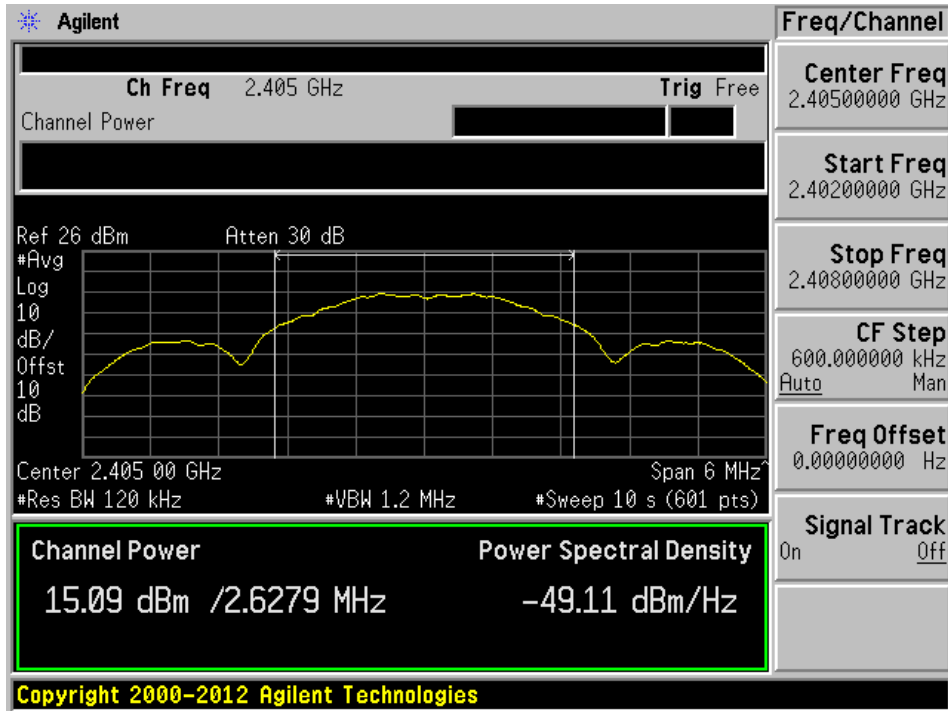 Agilent
Ch Freq 2.405 GHz Trig Free
Channel Power
Ref 26 dBm Atten 30 dB
#Avg
Log
10
dB/
Offst
10
dB
Center 2.405 00 GHz Span 6 MHz^
#Res BW 120 kHz #VBW 1.2 MHz #Sweep 10 s (601 pts)
Channel Power Power Spectral Density
15.09 dBm /2.6279 MHz -49.11 dBm/Hz
Copyright 2000-2012 Agilent Technologies
Freq/Channel
Center Freq
2.40500000 GHz
Start Freq
2.40200000 GHz
Stop Freq
2.40800000 GHz
CF Step
600.000000 kHz
Auto Man
Freq Offset
0.00000000 Hz
Signal Track
On Off